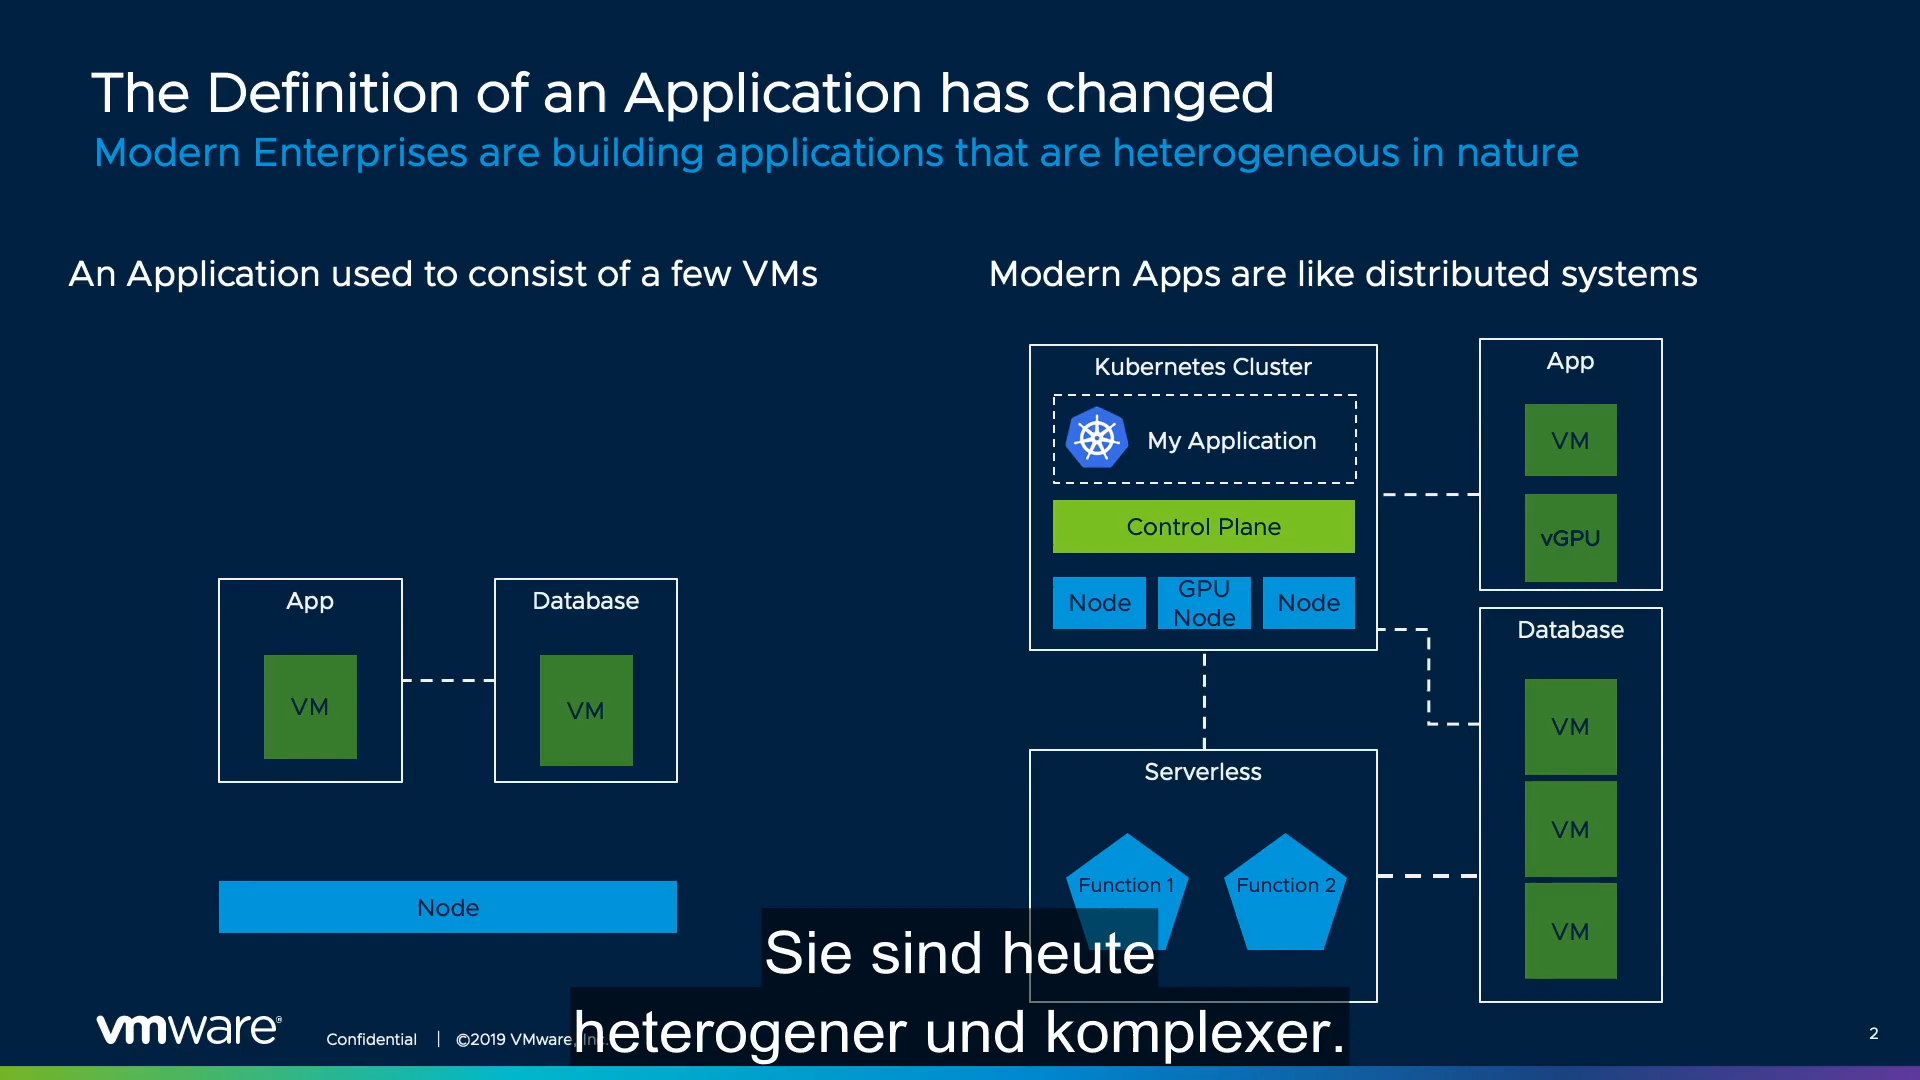 The Definition of an Application has changed
Modern Enterprises are building applications that are heterogeneous in nature
An Application used to consist of a few VMs
App
Database
VM
VM
Node
Modern Apps are like distributed systems
Kubernetes Cluster
My Application
Control Plane
Node
GPU
Node
Node
App
VM
vGPU
Database
VM
VM
VM
Serverless
Function 1
Function 2
Sie sind heute
heterogener und komplexer.
vmware®
Confidential | ©2019 VMware, Inc.
2